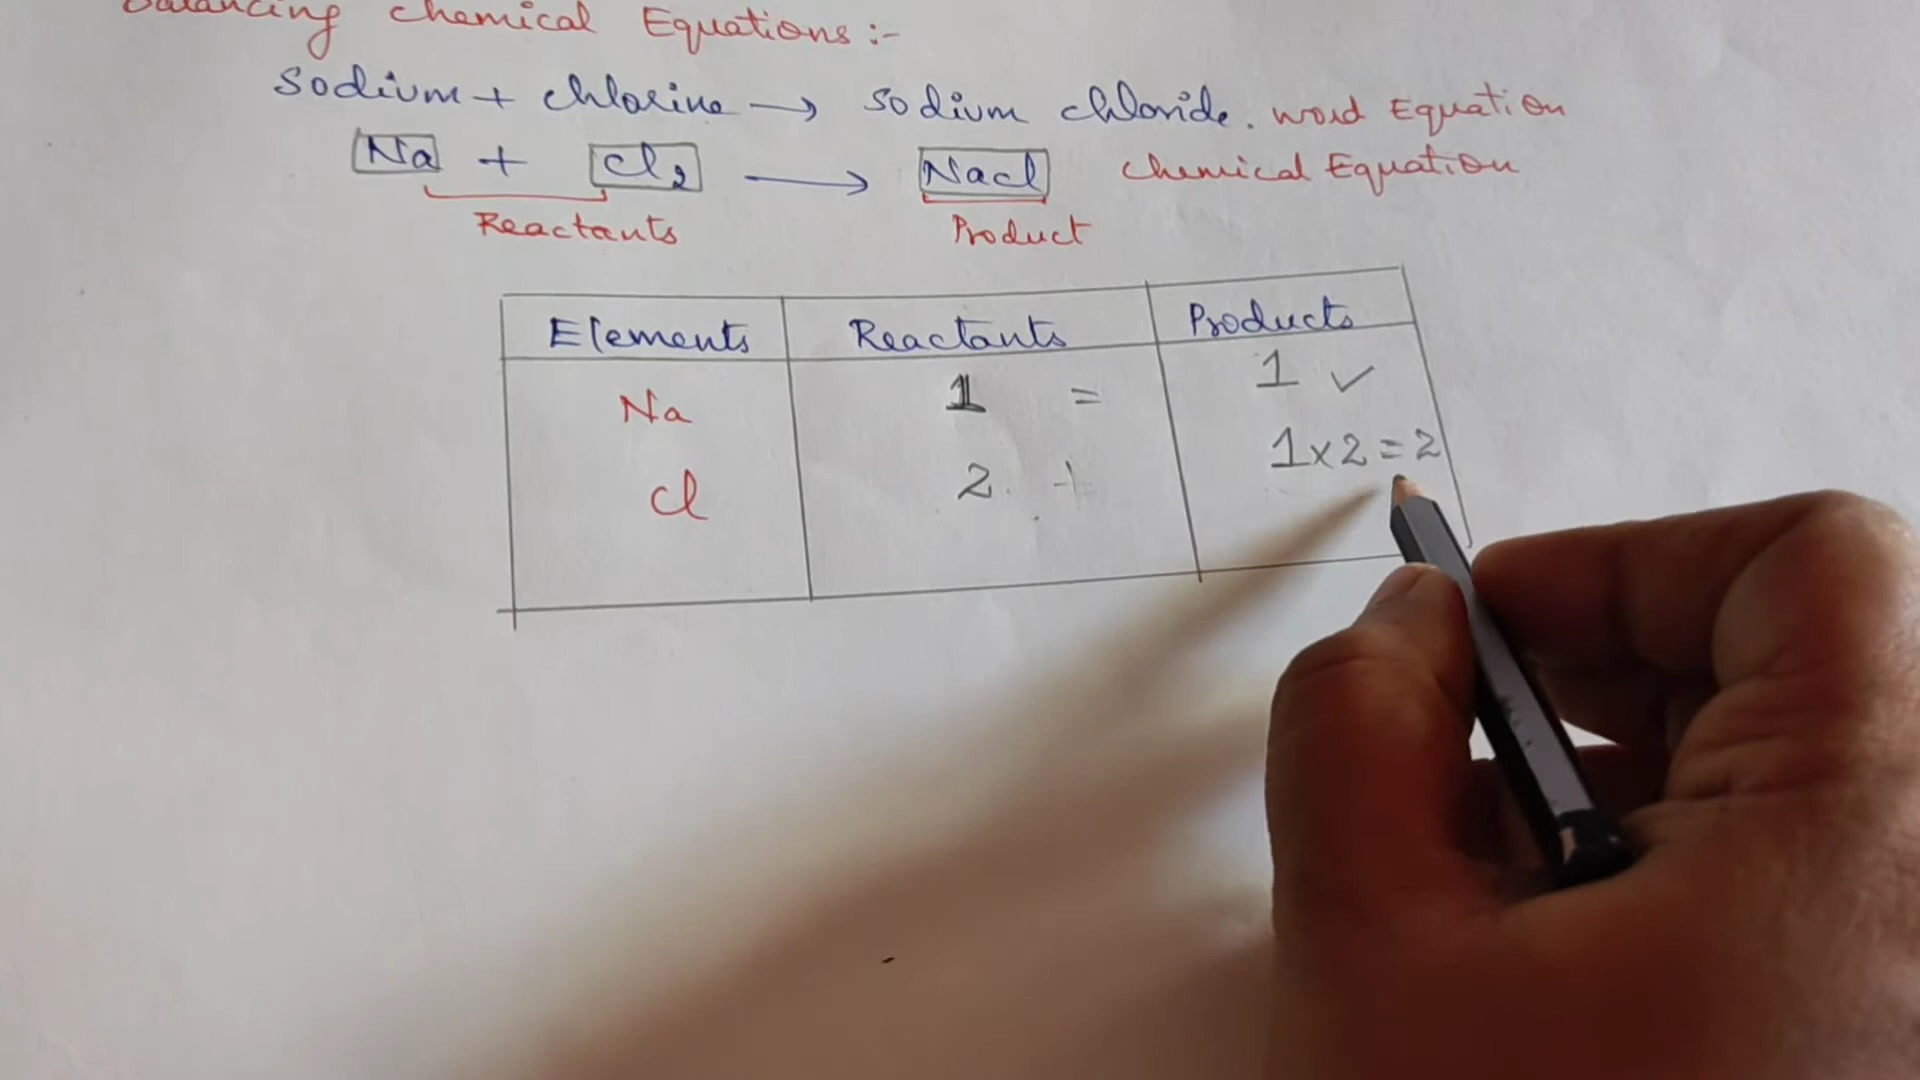 Balancing Chemical Equations :-
Sodium + Chlorine → Sodium Chloride. Word Equation
Na + Cl₂ → Nacl Chemical Equation
Reactants Product
Elements Reactants Products
Na 1 = 1 ✓
Cl 2 1x2=2